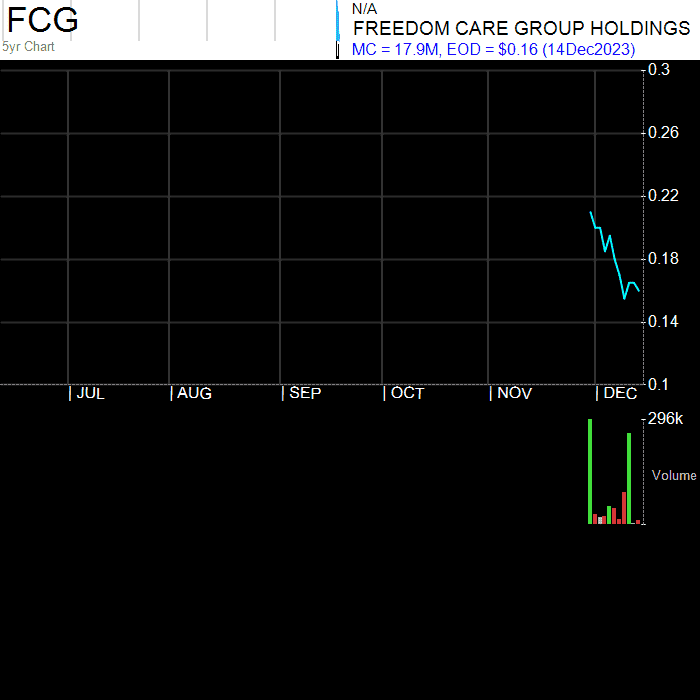 FCG
5yr Chart
N/A
FREEDOM CARE GROUP HOLDINGS
MC = 17.9M, EOD = $0.16 (14Dec2023)
0.3
0.26
0.22
0.18
0.14
0.1
| JUL | AUG | SEP | OCT | NOV | DEC
296k
Volume